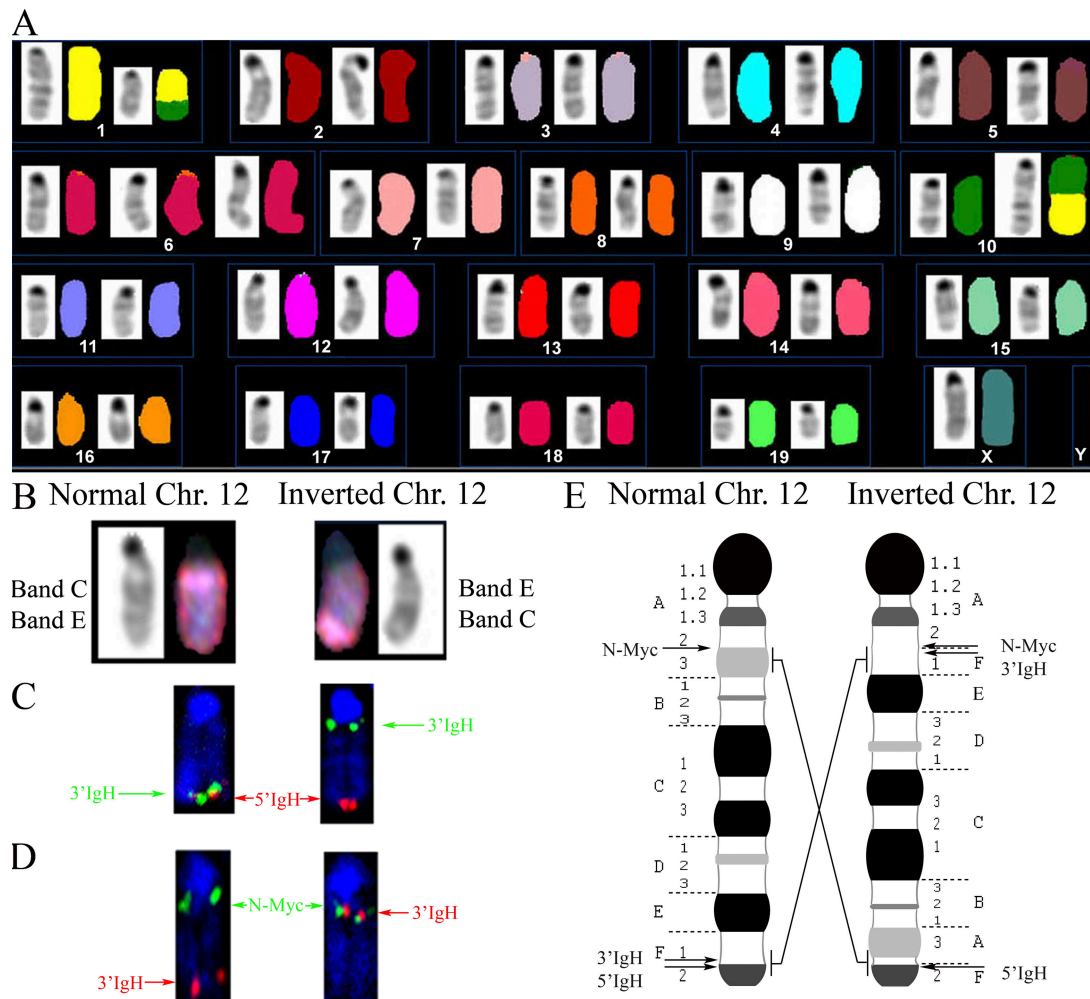 A
1 2 3 4 5
6 7 8 9 10
11 12 13 14 15
16 17 18 19 X Y
B Normal Chr. 12 Inverted Chr. 12
Band C
Band E
Band E
Band C
C
3'IgH
3'IgH
5'IgH
D
N-Myc
3'IgH
3'IgH
E Normal Chr. 12 Inverted Chr. 12
1.1
A 1.2
1.3
2
N-Myc
3
1
B 2
3
1
C 2
3
1
D 2
3
E
F 1
3'IgH
5'IgH 2
1.1
1.2 A
1.3
2
N-Myc
1 F
3'IgH
E
3
2 D
1
3
2 C
1
3
2 B
1
3 A
2 F
5'IgH